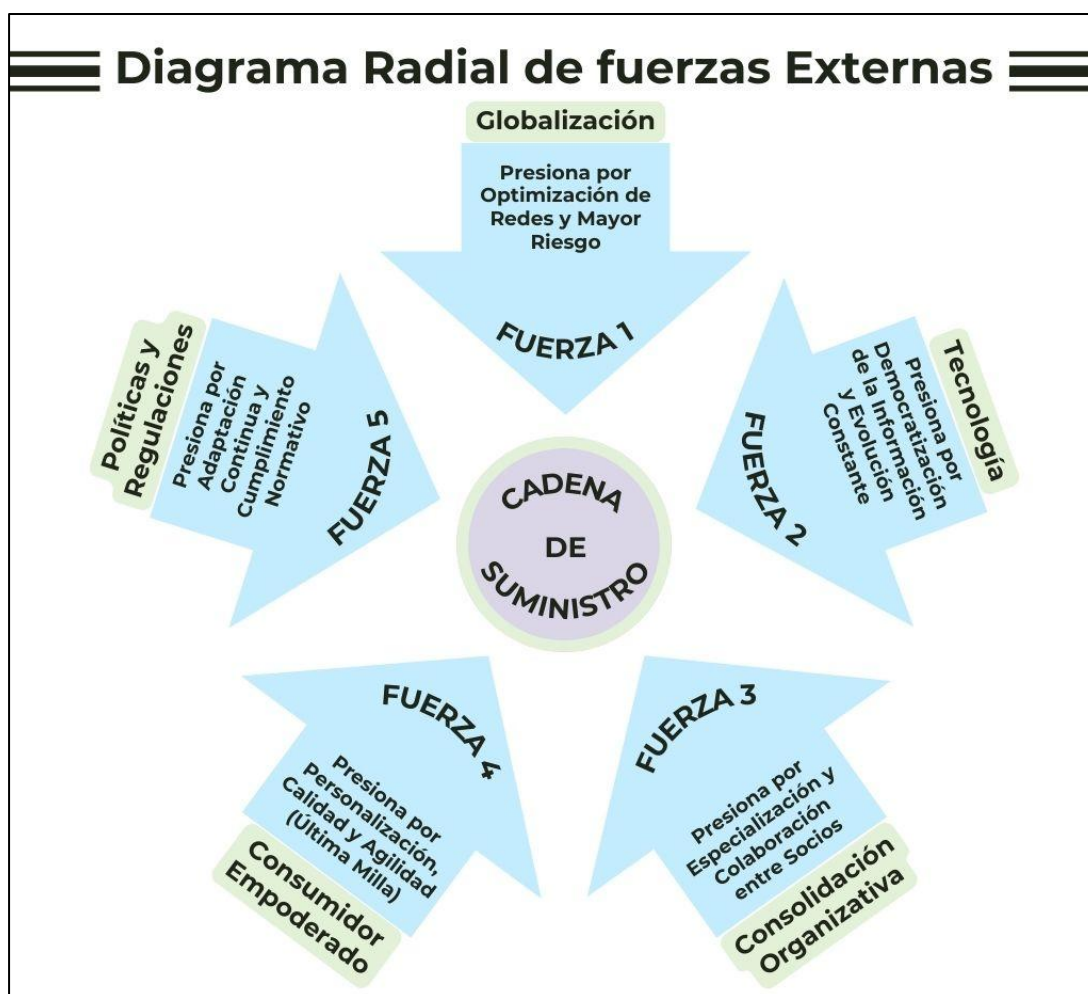 Diagrama Radial de fuerzas Externas
Globalización
Presiona por
Optimización de
Redes y Mayor
Riesgo
FUERZA 1
Tecnología
Presiona por
Democratización
de la Información
y Evolución
Constante
FUERZA 2
FUERZA 3
Presiona por
Especialización y
Colaboración
entre Socios
Consolidación
Organizativa
FUERZA 4
Presiona por
Personalización,
Calidad y Agilidad
(Última Milla)
Consumidor
Empoderado
Políticas y
Regulaciones
Presiona por
Adaptación
Continua y
Cumplimiento
Normativo
FUERZA 5
CADENA
DE
SUMINISTRO